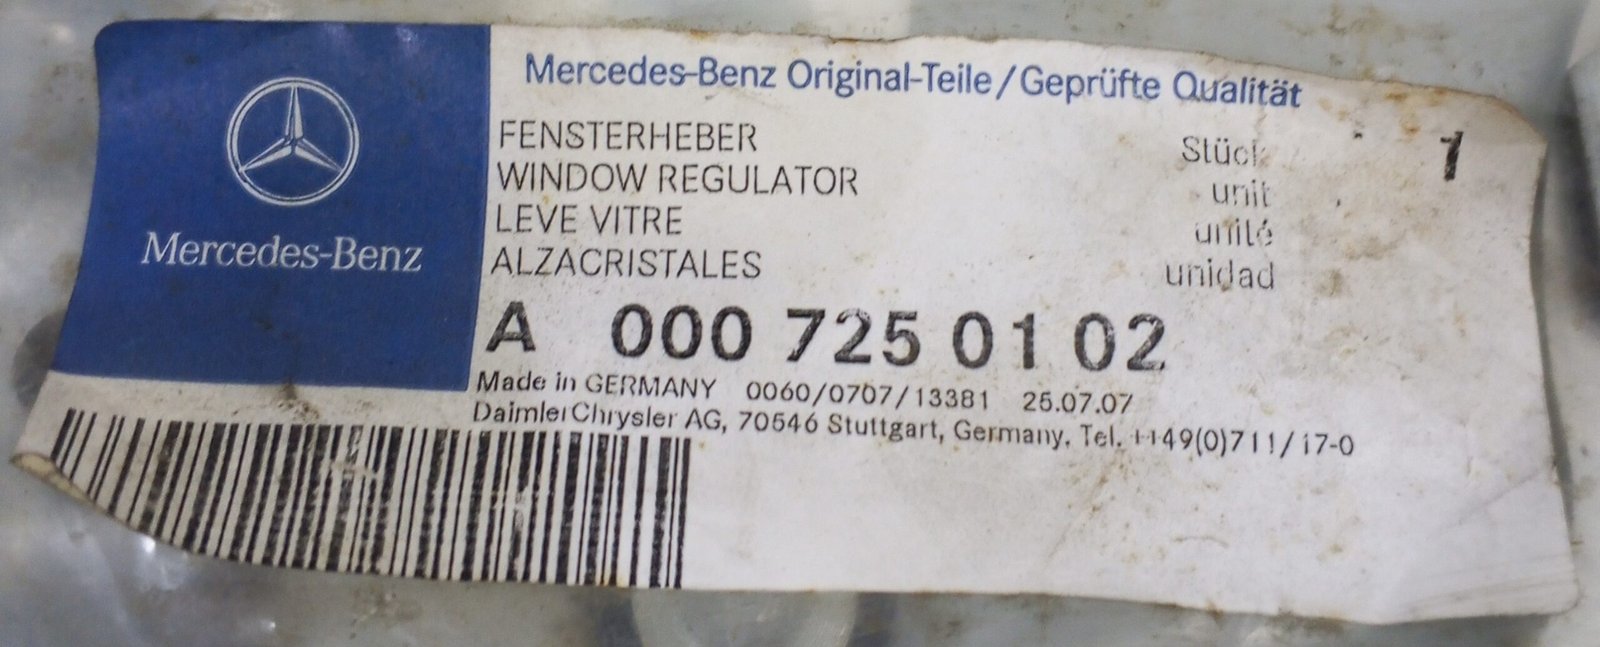 Mercedes-Benz
Mercedes-Benz Original-Teile/Geprüfte Qualität
FENSTERHEBER
WINDOW REGULATOR
LEVE VITRE
ALZACRISTALES
Stück 1
unit
unité
unidad
A 000 725 01 02
Made in GERMANY 0060/0707/13381 25.07.07
DaimlerChrysler AG, 70546 Stuttgart, Germany, Tel. ++49(0)711/17-0